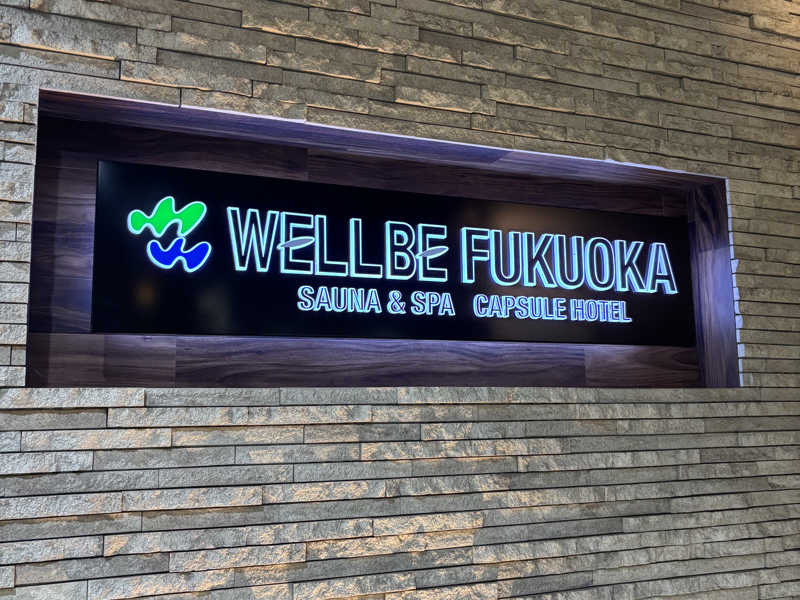 WELLBE FUKUOKA
SAUNA & SPA CAPSULE HOTEL